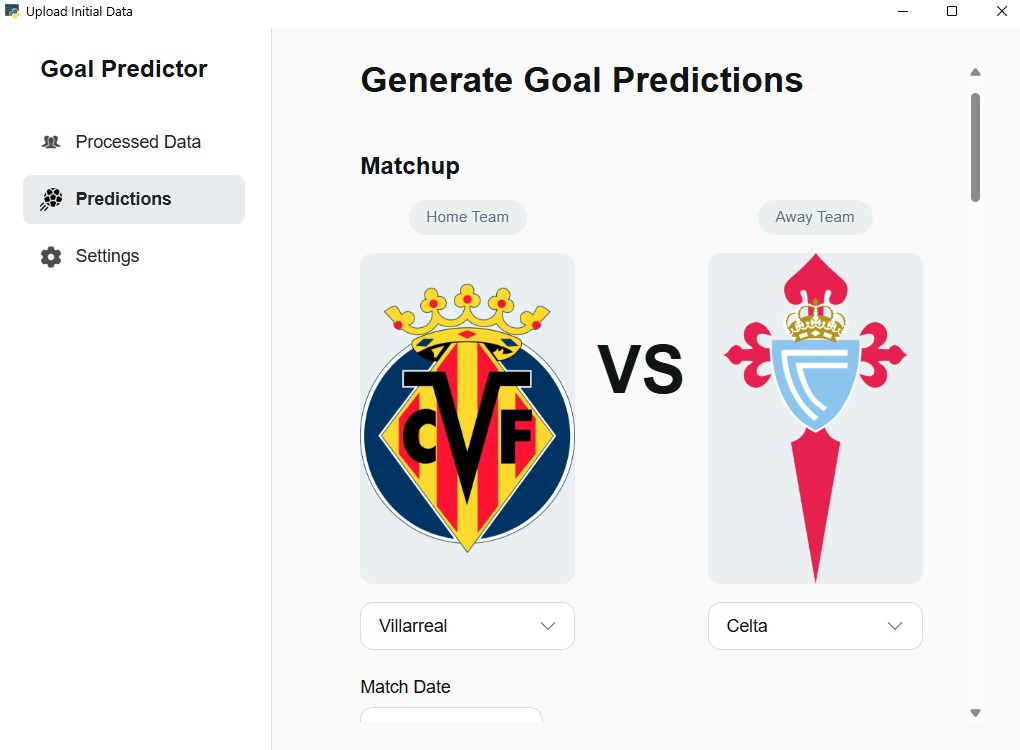 Upload Initial Data
Goal Predictor
Processed Data
Predictions
Settings
Generate Goal Predictions
Matchup
Home Team
Away Team
CVF
VS
Villarreal
Celta
Match Date